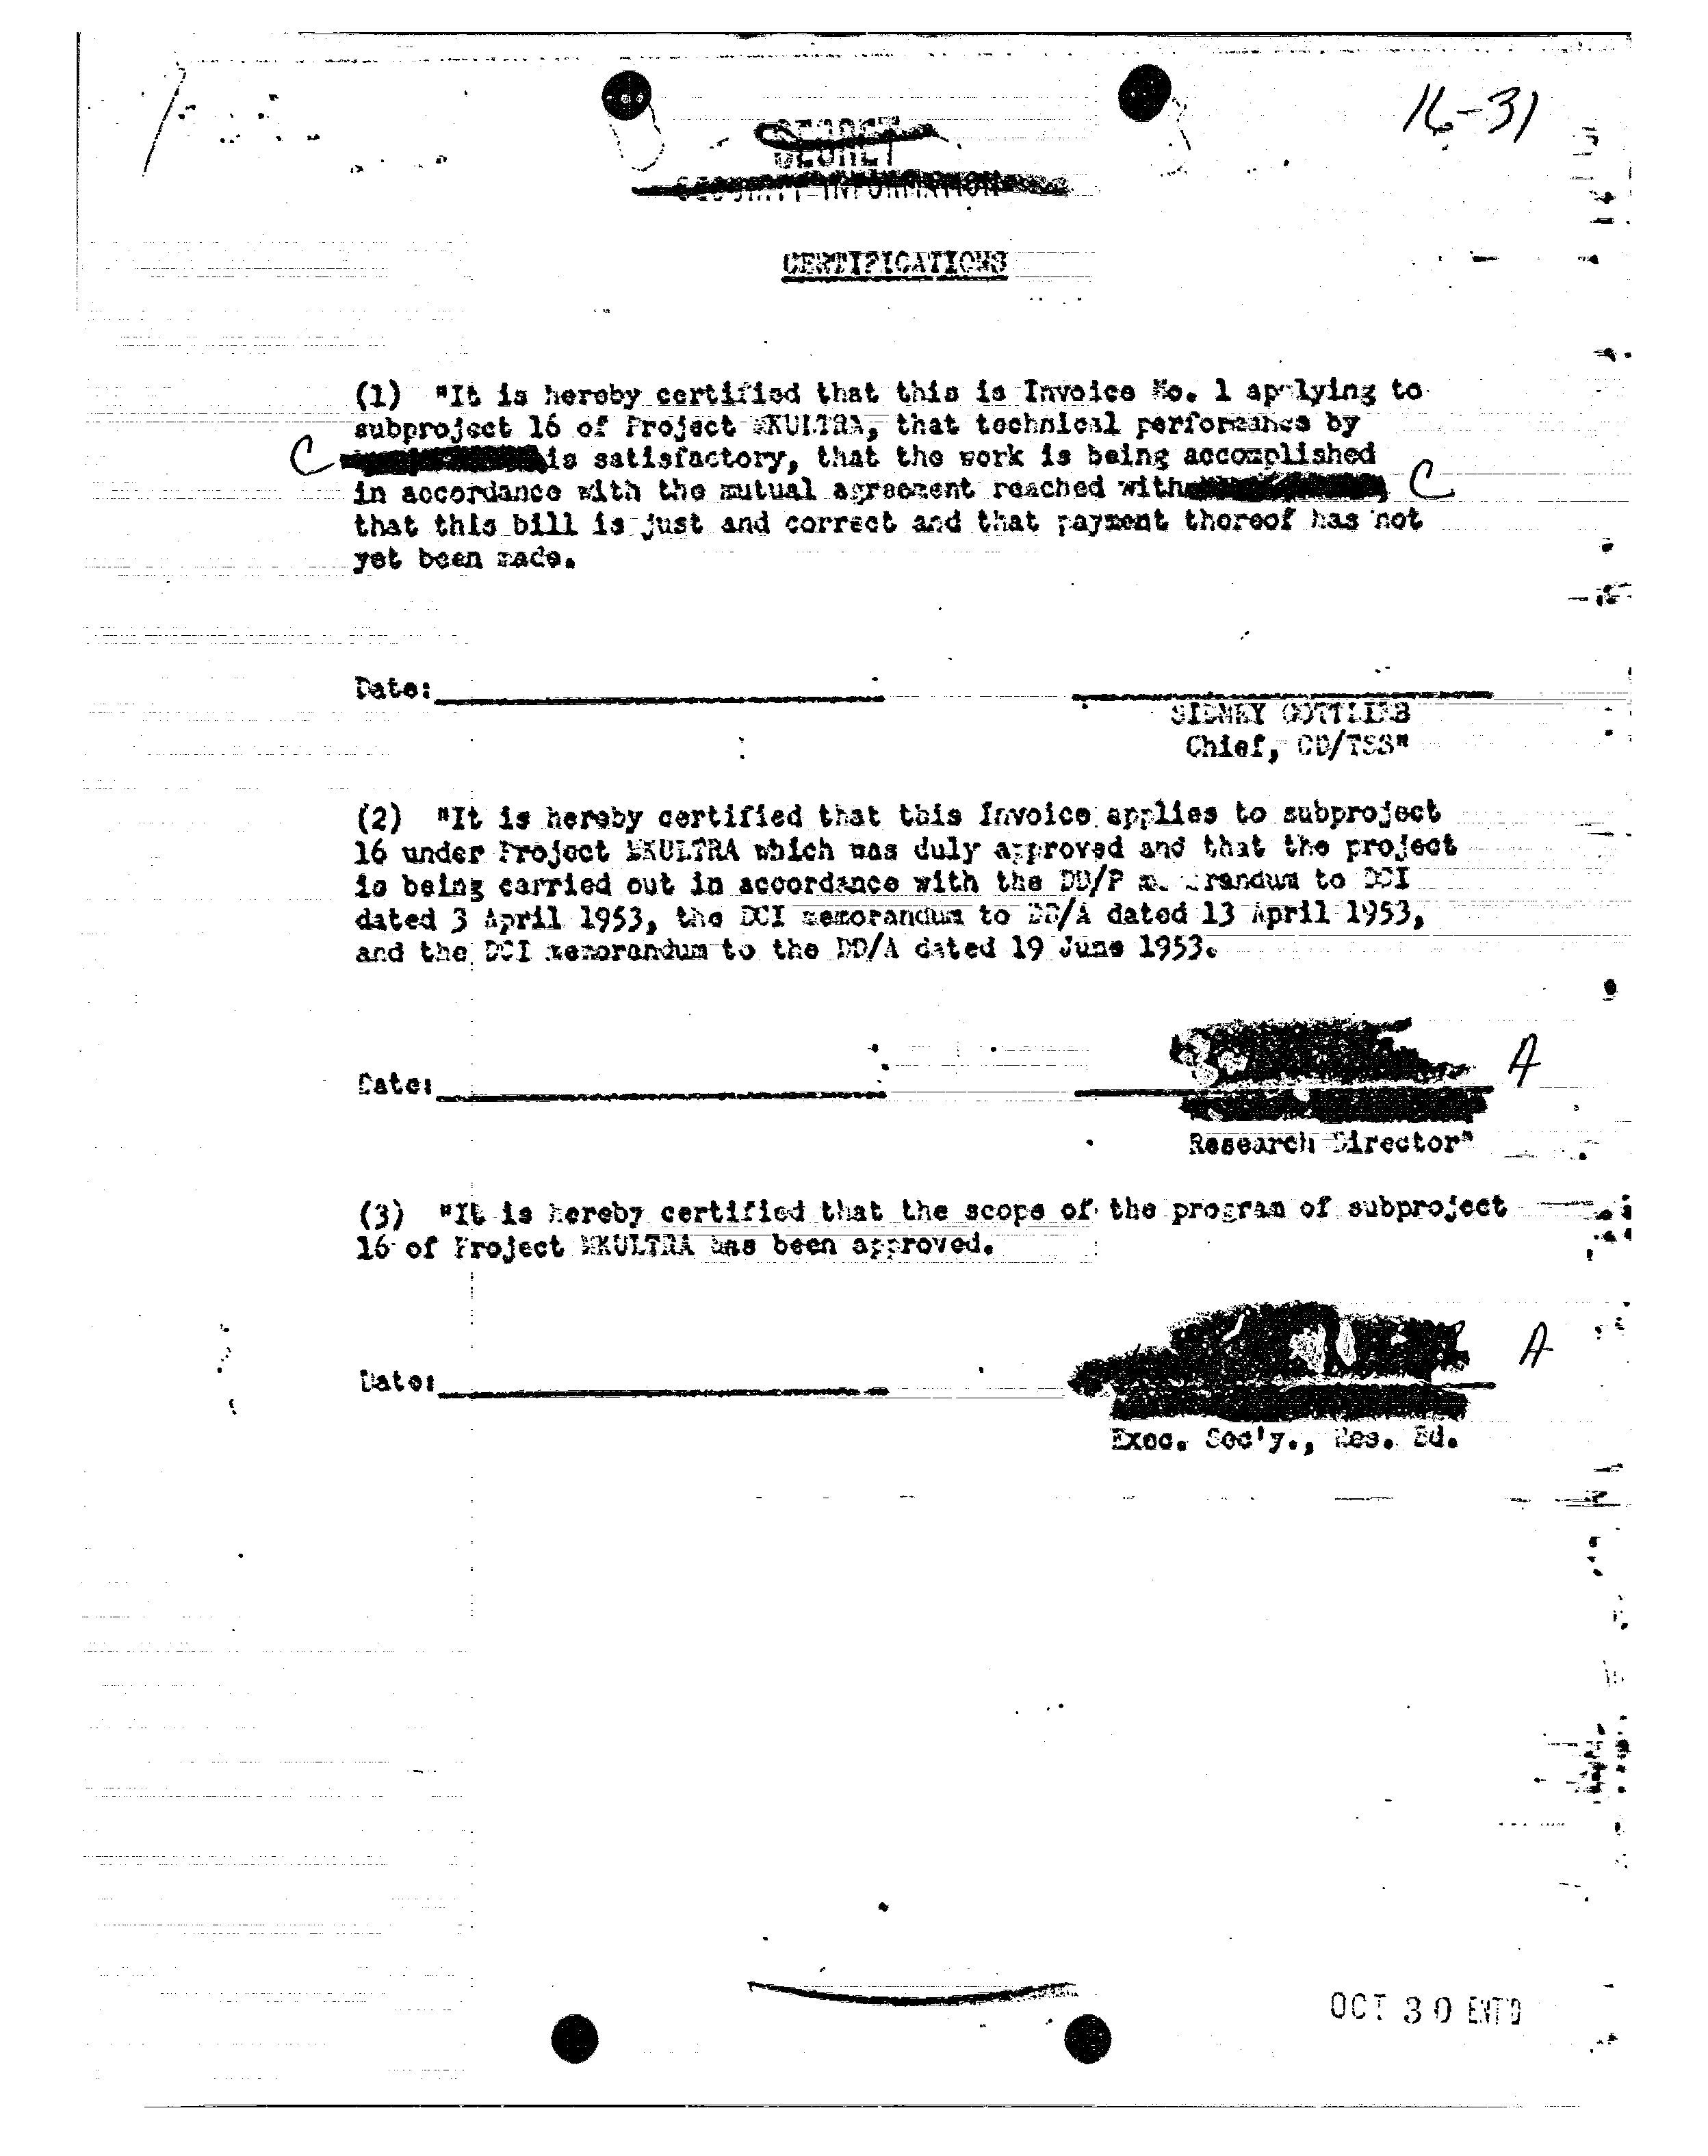 16-31
SECRET
SECURITY INFORMATION
CERTIFICATIONS
(1) "It is hereby certified that this is Invoice No. 1 applying to
subproject 16 of Project MKULTRA, that technical performance by
C is satisfactory, that the work is being accomplished
in accordance with the mutual agreement reached with C
that this bill is just and correct and that payment thereof has not
yet been made.
Date:
SIDNEY GOTTLIEB
Chief, CD/TSS"
(2) "It is hereby certified that this Invoice applies to subproject
16 under Project MKULTRA which was duly approved and that the project
is being carried out in accordance with the DD/P memorandum to DCI
dated 3 April 1953, the DCI memorandum to DD/A dated 13 April 1953,
and the DCI memorandum to the DD/A dated 19 June 1953.
A
Date:
Research Director"
(3) "It is hereby certified that the scope of the program of subproject
16 of Project MKULTRA has been approved.
A
Date:
Exec. Sec'y., Res. Bd.
OCT 30 ENT'D